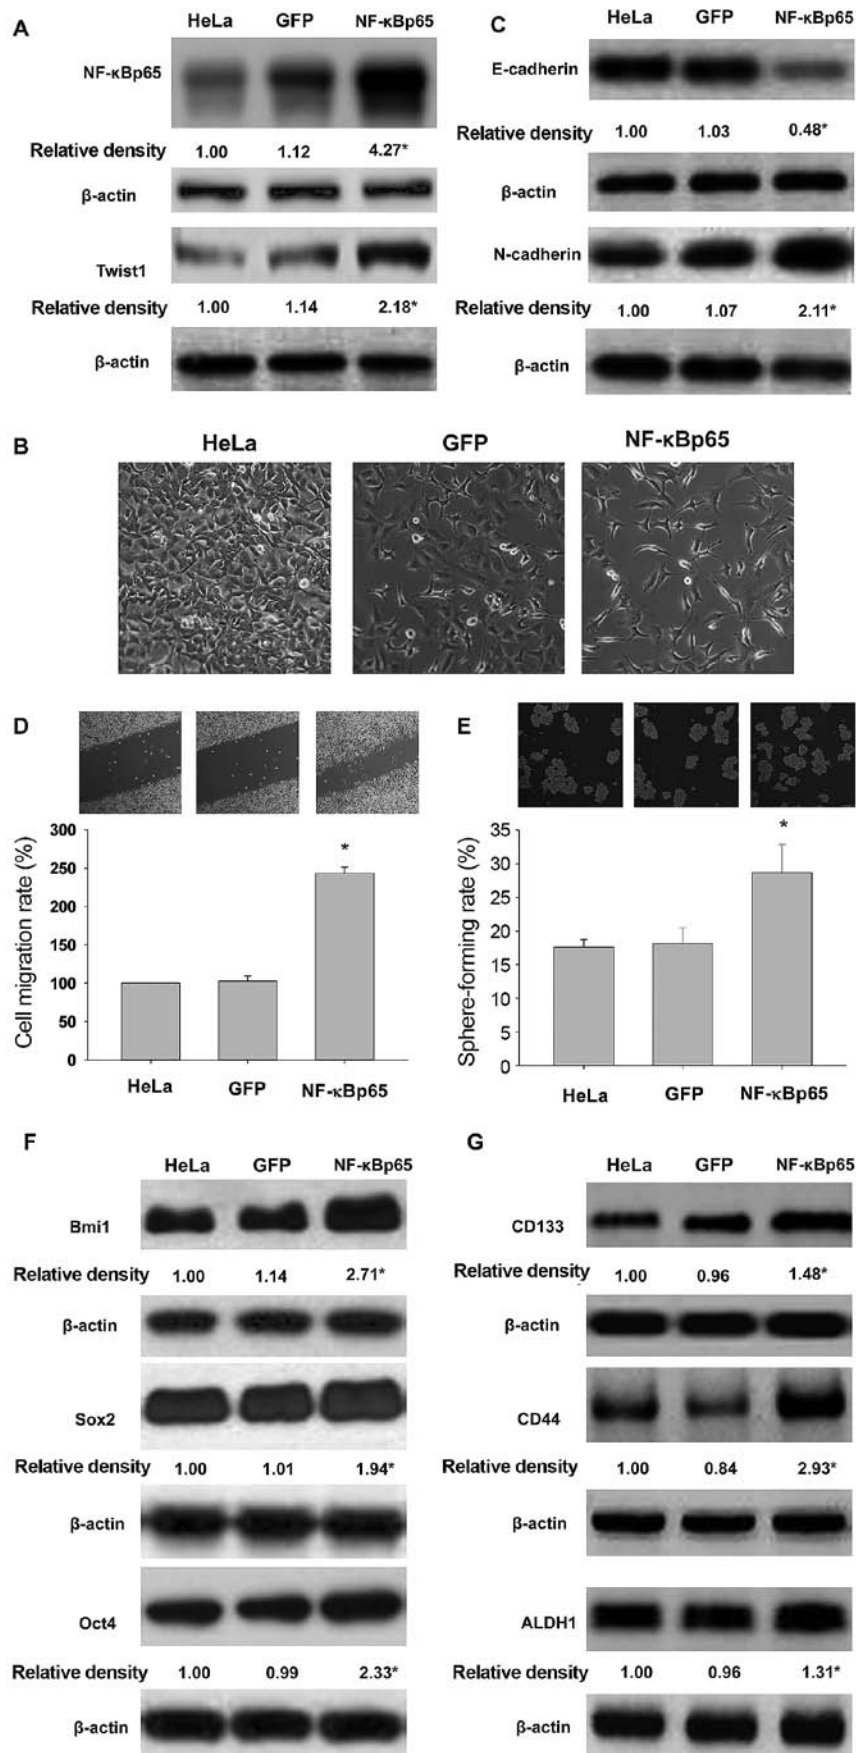 A
HeLa GFP NF-κBp65
NF-κBp65
Relative density 1.00 1.12 4.27*
β-actin
Twist1
Relative density 1.00 1.14 2.18*
β-actin
C
HeLa GFP NF-κBp65
E-cadherin
Relative density 1.00 1.03 0.48*
β-actin
N-cadherin
Relative density 1.00 1.07 2.11*
β-actin
B
HeLa GFP NF-κBp65
D
Cell migration rate (%)
300
250
200
150
100
50
0
*
HeLa GFP NF-κBp65
E
Sphere-forming rate (%)
35
30
25
20
15
10
5
0
*
HeLa GFP NF-κBp65
F
HeLa GFP NF-κBp65
Bmi1
Relative density 1.00 1.14 2.71*
β-actin
Sox2
Relative density 1.00 1.01 1.94*
β-actin
Oct4
Relative density 1.00 0.99 2.33*
β-actin
G
HeLa GFP NF-κBp65
CD133
Relative density 1.00 0.96 1.48*
β-actin
CD44
Relative density 1.00 0.84 2.93*
β-actin
ALDH1
Relative density 1.00 0.96 1.31*
β-actin